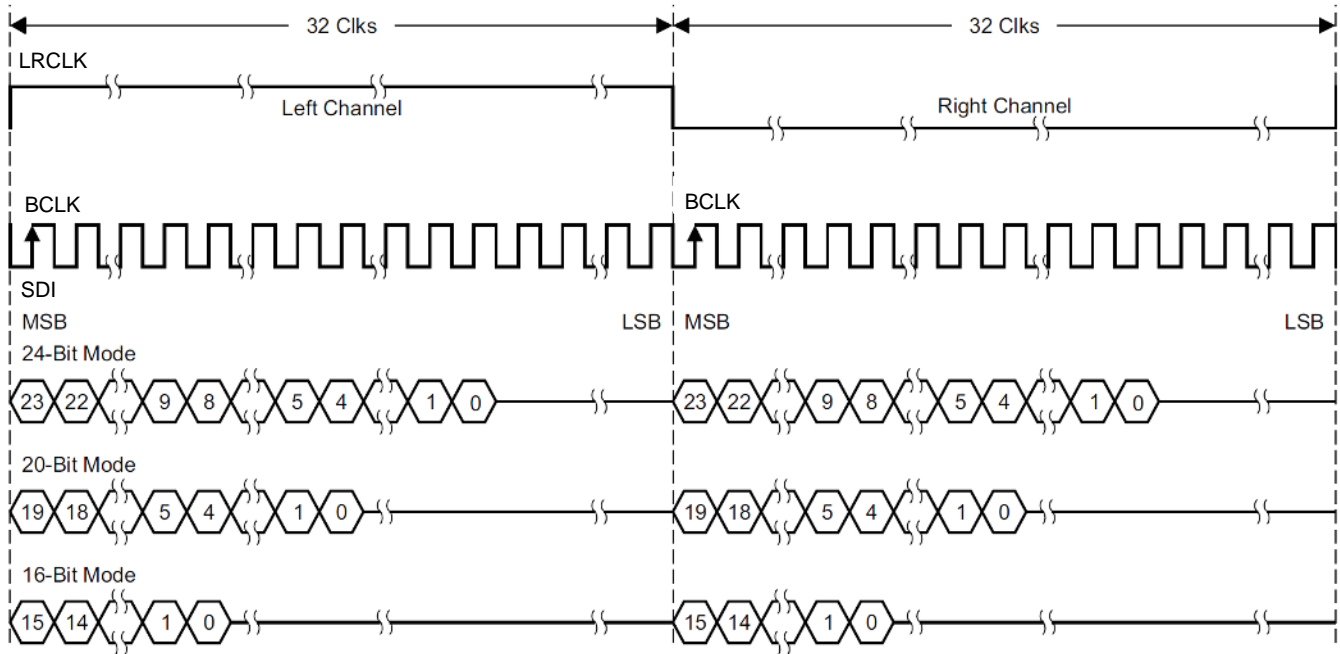 32 Clks 32 Clks
LRCLK
Left Channel Right Channel
BCLK BCLK
SDI
MSB LSB MSB LSB
24-Bit Mode
23 22 9 8 5 4 1 0 23 22 9 8 5 4 1 0
20-Bit Mode
19 18 5 4 1 0 19 18 5 4 1 0
16-Bit Mode
15 14 1 0 15 14 1 0